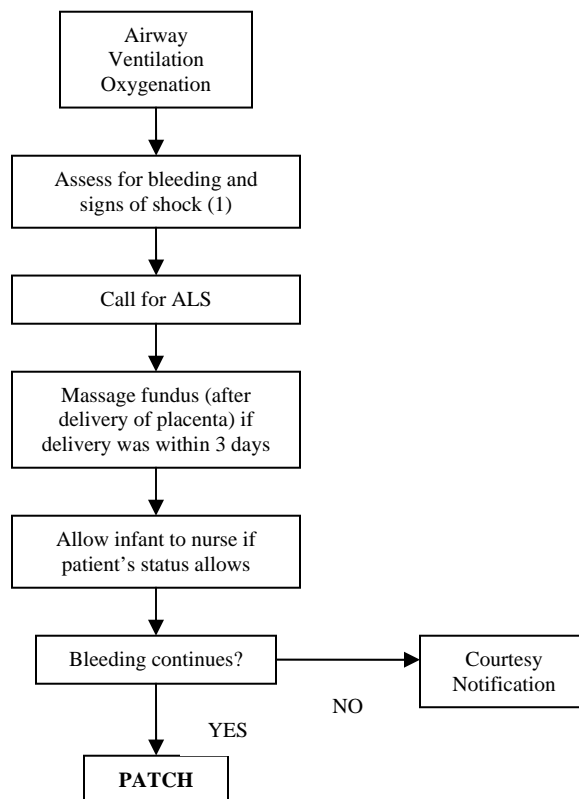 Airway
Ventilation
Oxygenation
Assess for bleeding and
signs of shock (1)
Call for ALS
Massage fundus (after
delivery of placenta) if
delivery was within 3 days
Allow infant to nurse if
patient’s status allows
Bleeding continues?
Courtesy
Notification
NO
YES
PATCH